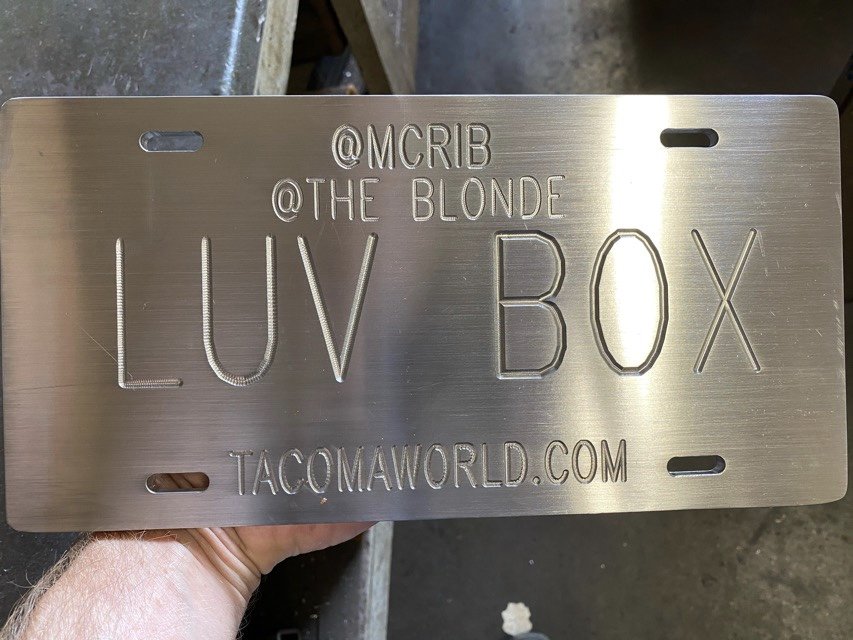 @MCRIB
@THE BLONDE
LUV BOX
TACOMAWORLD.COM